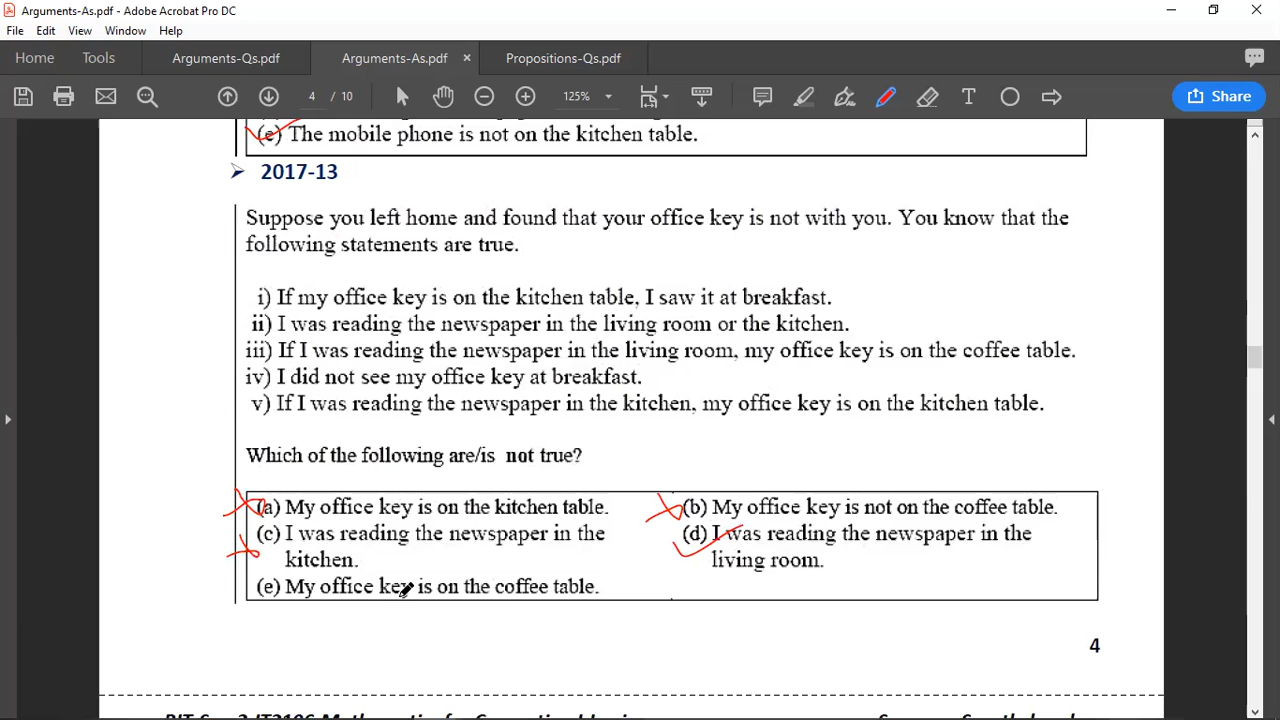 Arguments-As.pdf - Adobe Acrobat Pro DC
File Edit View Window Help
Home Tools Arguments-Qs.pdf Arguments-As.pdf × Propositions-Qs.pdf
4 / 10 125% Share
(e) The mobile phone is not on the kitchen table.
➢ 2017-13
Suppose you left home and found that your office key is not with you. You know that the
following statements are true.
i) If my office key is on the kitchen table, I saw it at breakfast.
ii) I was reading the newspaper in the living room or the kitchen.
iii) If I was reading the newspaper in the living room, my office key is on the coffee table.
iv) I did not see my office key at breakfast.
v) If I was reading the newspaper in the kitchen, my office key is on the kitchen table.
Which of the following are/is not true?
(a) My office key is on the kitchen table. (b) My office key is not on the coffee table.
(c) I was reading the newspaper in the (d) I was reading the newspaper in the
kitchen. living room.
(e) My office key is on the coffee table.
4